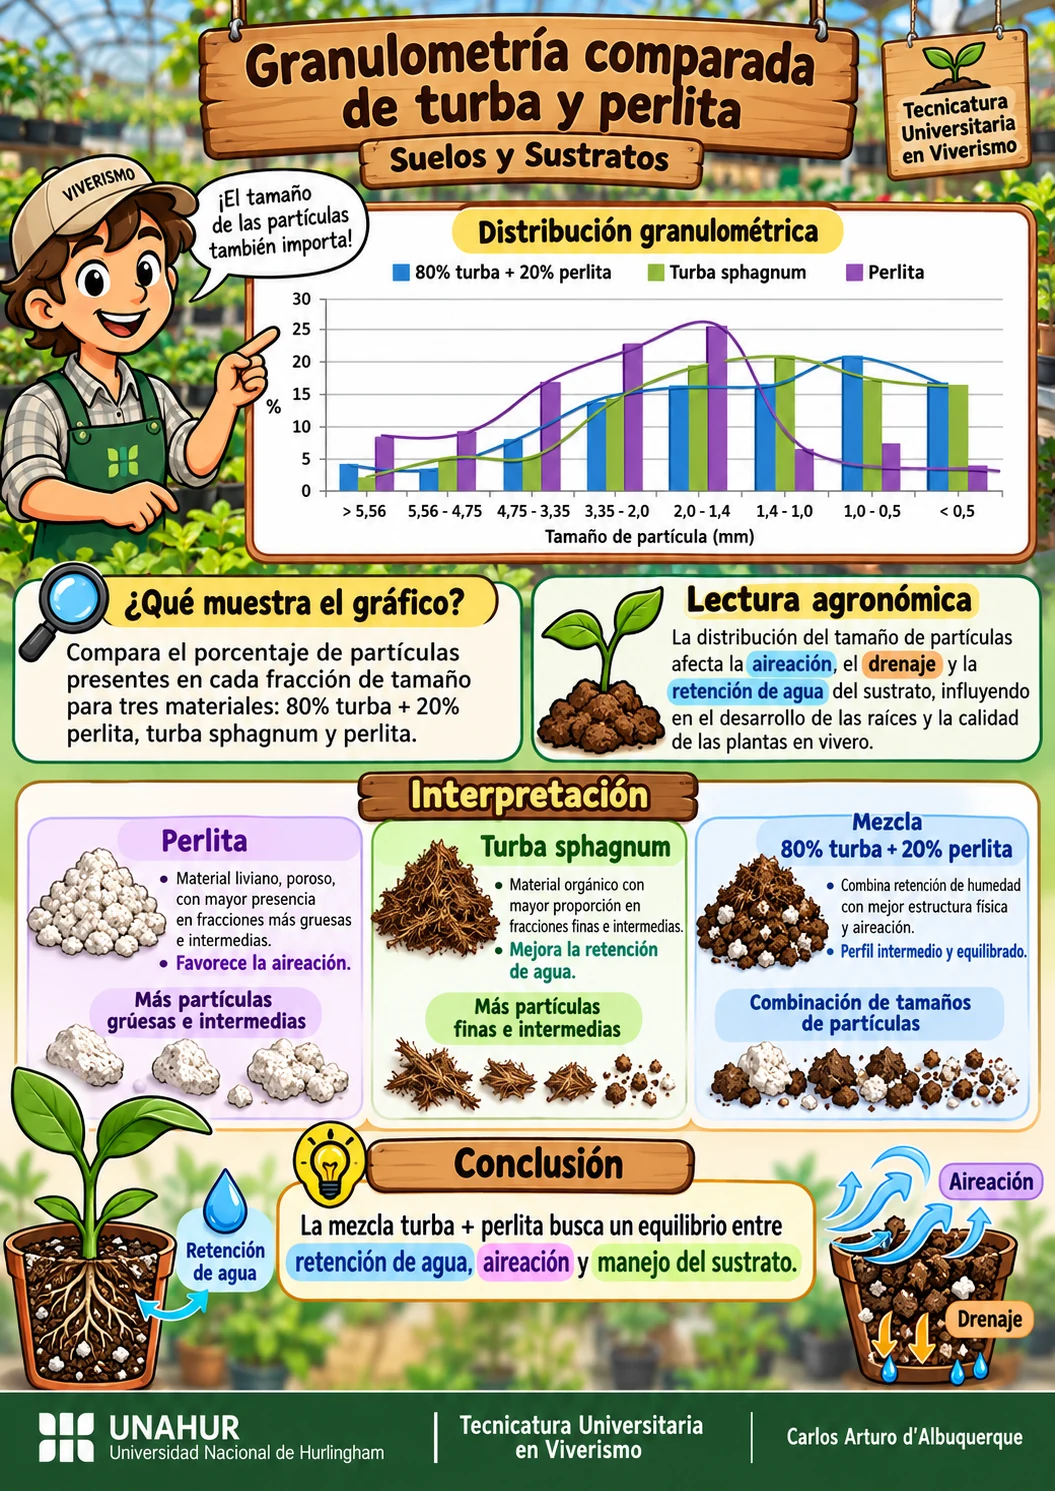 Granulometría comparada
de turba y perlita
Suelos y Sustratos
Tecnicatura
Universitaria
en Viverismo
VIVERISMO
¡El tamaño
de las partículas
también importa!
Distribución granulométrica
80% turba + 20% perlita
Turba sphagnum
Perlita
30
25
20
15
10
5
0
%
> 5,56
5,56 - 4,75
4,75 - 3,35
3,35 - 2,0
2,0 - 1,4
1,4 - 1,0
1,0 - 0,5
< 0,5
Tamaño de partícula (mm)
¿Qué muestra el gráfico?
Compara el porcentaje de partículas
presentes en cada fracción de tamaño
para tres materiales: 80% turba + 20%
perlita, turba sphagnum y perlita.
Lectura agronómica
La distribución del tamaño de partículas
afecta la aireación, el drenaje y la
retención de agua del sustrato, influyendo
en el desarrollo de las raíces y la calidad
de las plantas en vivero.
Interpretación
Perlita
• Material liviano, poroso,
con mayor presencia
en fracciones más gruesas
e intermedias.
• Favorece la aireación.
Más partículas
grúesas e intermedias
Turba sphagnum
• Material orgánico con
mayor proporción en
fracciones finas e intermedias.
• Mejora la retención
de agua.
Más partículas
finas e intermedias
Mezcla
80% turba + 20% perlita
• Combina retención de humedad
con mejor estructura física
y aireación.
• Perfil intermedio y equilibrado.
Combinación de tamaños
de partículas
Retención
de agua
Conclusión
La mezcla turba + perlita busca un equilibrio entre
retención de agua, aireación y manejo del sustrato.
Aireación
Drenaje
UNAHUR
Universidad Nacional de Hurlingham
Tecnicatura Universitaria
en Viverismo
Carlos Arturo d'Albuquerque